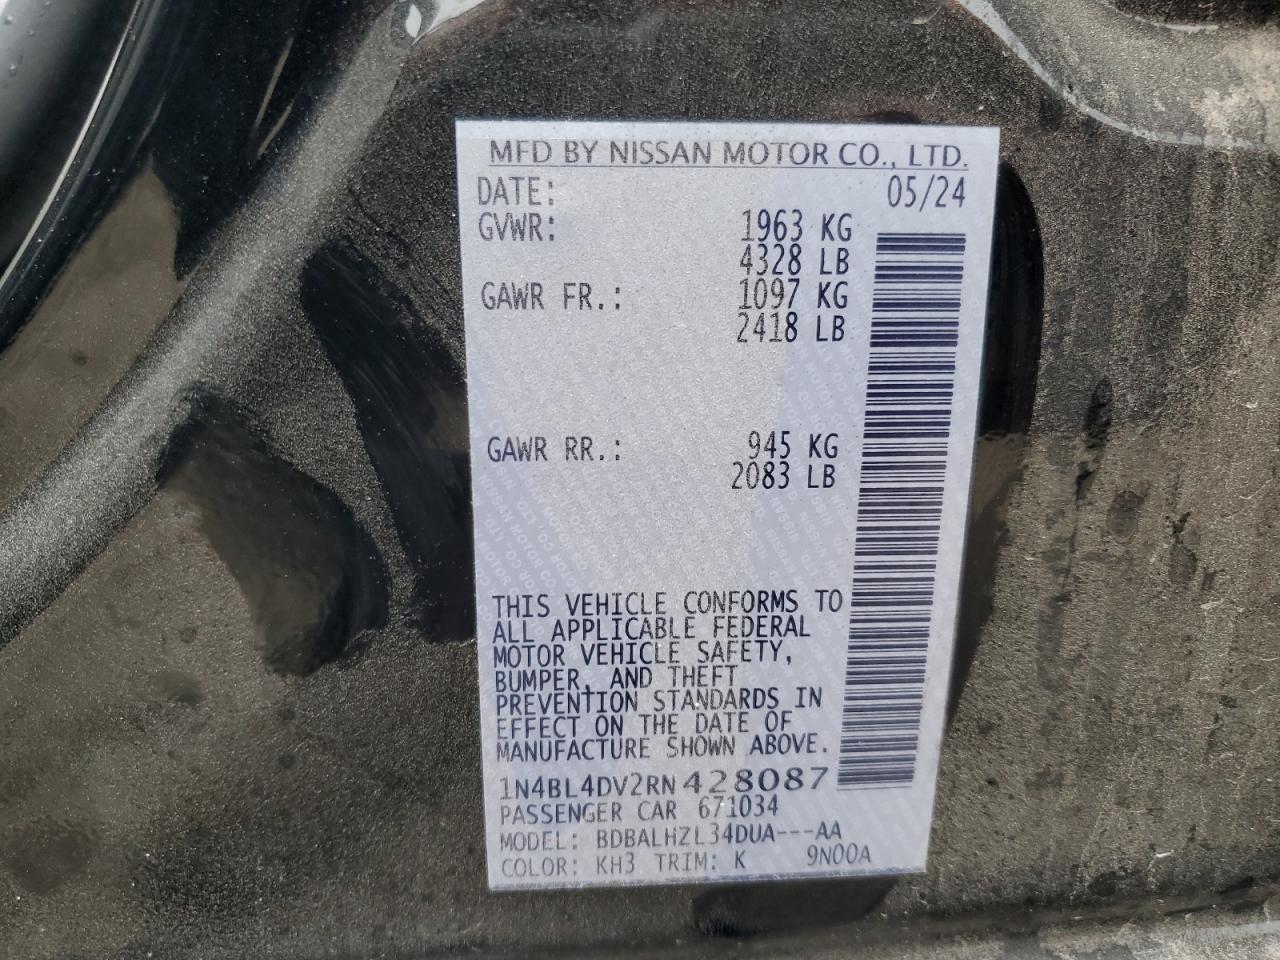 MFD BY NISSAN MOTOR CO., LTD.
DATE: 05/24
GVWR: 1963 KG
4328 LB
GAWR FR.: 1097 KG
2418 LB
GAWR RR.: 945 KG
2083 LB
THIS VEHICLE CONFORMS TO
ALL APPLICABLE FEDERAL
MOTOR VEHICLE SAFETY,
BUMPER, AND THEFT
PREVENTION STANDARDS IN
EFFECT ON THE DATE OF
MANUFACTURE SHOWN ABOVE.
1N4BL4DV2RN428087
PASSENGER CAR 671034
MODEL: BDBALHZL34DUA---AA
COLOR: KH3 TRIM: K 9N00A